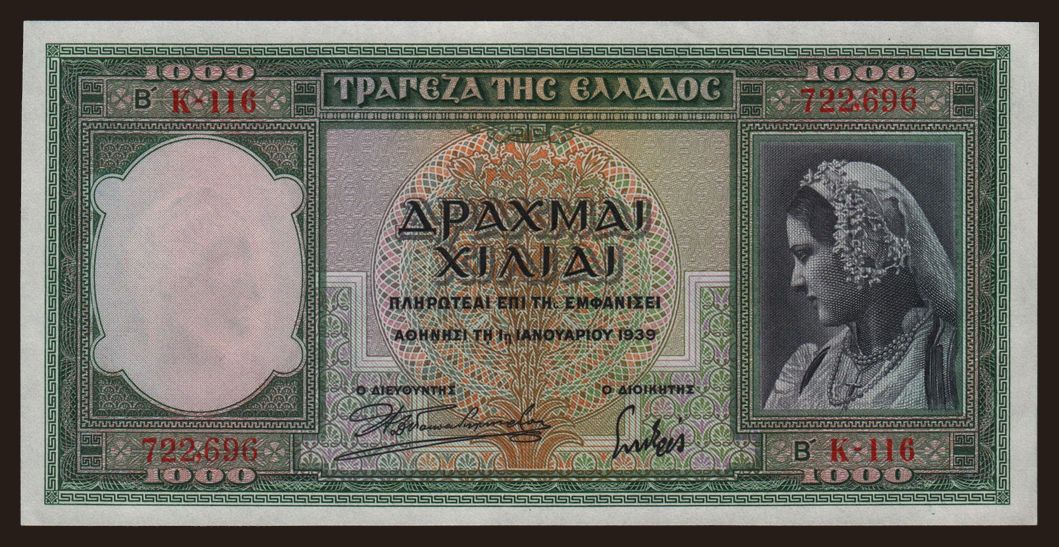 1000 1000
Β΄ Κ-116 ΤΡΑΠΕΖΑ ΤΗΣ ΕΛΛΑΔΟΣ 722,696
ΔΡΑΧΜΑΙ
ΧΙΛΙΑΙ
ΠΛΗΡΩΤΕΑΙ ΕΠΙ ΤΗι ΕΜΦΑΝΙΣΕΙ
ΑΘΗΝΗΣΙ ΤΗ 1η ΙΑΝΟΥΑΡΙΟΥ 1939
Ο ΔΙΕΥΘΥΝΤΗΣ Ο ΔΙΟΙΚΗΤΗΣ
722,696 Β΄ Κ-116
1000 1000